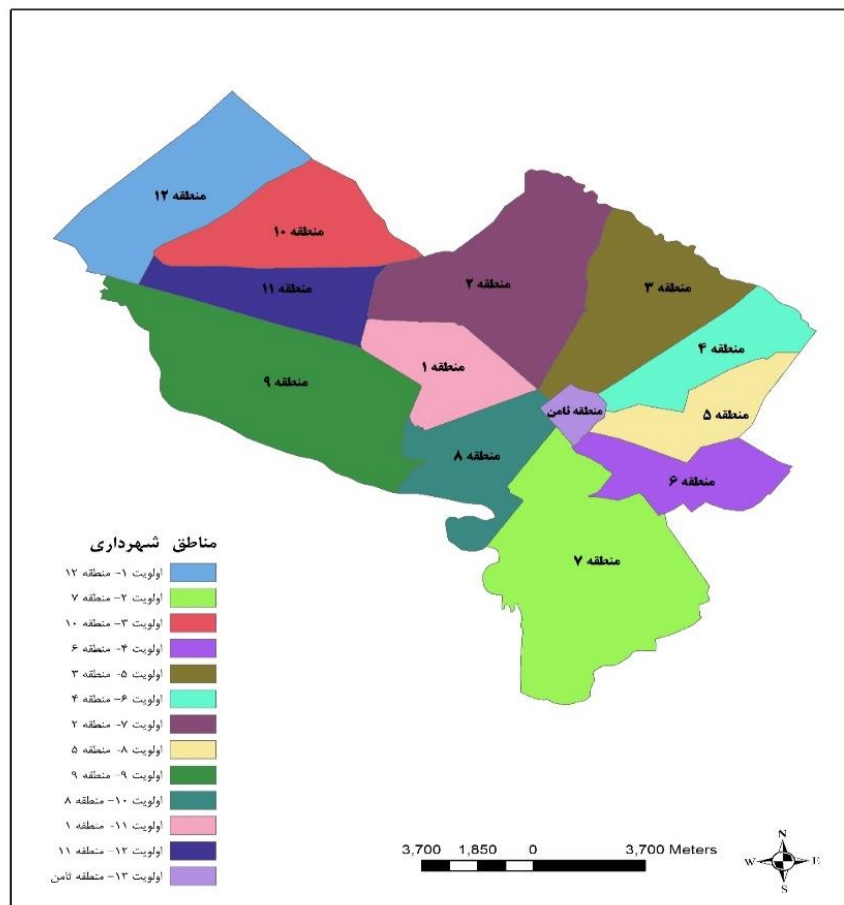 منطقه ۱۲
منطقه ۱۰
منطقه ۱۱
منطقه ۲
منطقه ۳
منطقه ۴
منطقه ۱
منطقه ۹
منطقه ثامن
منطقه ۵
منطقه ۸
منطقه ۶
منطقه ۷
مناطق شهرداری
اولویت ۱- منطقه ۱۲
اولویت ۲- منطقه ۷
اولویت ۳- منطقه ۱۰
اولویت ۴- منطقه ۶
اولویت ۵- منطقه ۳
اولویت ۶- منطقه ۴
اولویت ۷- منطقه ۲
اولویت ۸- منطقه ۵
اولویت ۹- منطقه ۹
اولویت ۱۰- منطقه ۸
اولویت ۱۱- منطقه ۱
اولویت ۱۲- منطقه ۱۱
اولویت ۱۳- منطقه ثامن
3,700 1,850 0 3,700 Meters
N
W E
S